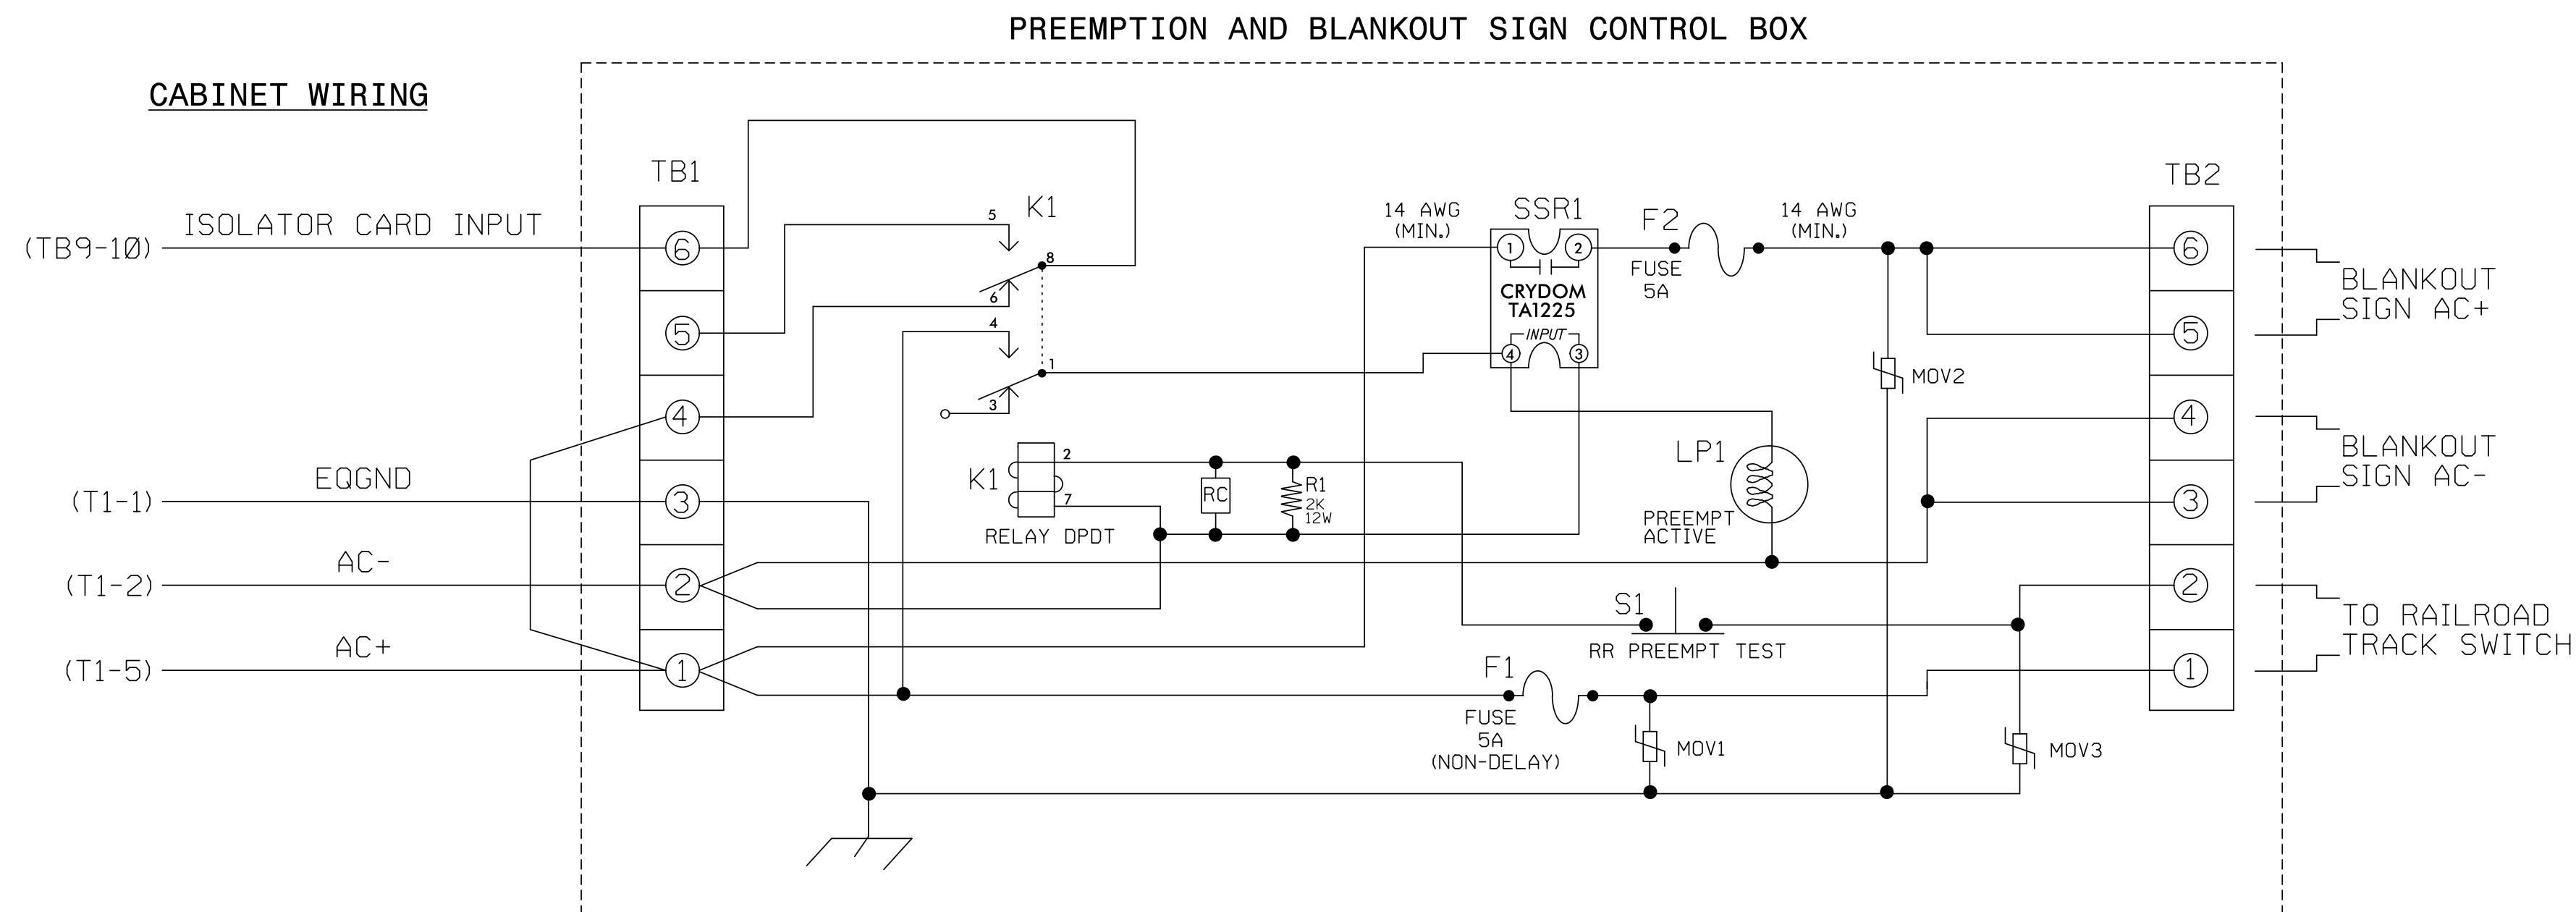 PREEMPTION AND BLANKOUT SIGN CONTROL BOX
CABINET WIRING
TB1
(TB9-10)
ISOLATOR CARD INPUT
6
5
4
(T1-1)
EQGND
3
(T1-2)
AC-
2
(T1-5)
AC+
1
K1
5
8
6
4
1
3
K1
2
7
RELAY DPDT
RC
R1
2K
12W
14 AWG
(MIN.)
SSR1
1
2
CRYDOM
TA1225
INPUT
4
3
F2
FUSE
5A
14 AWG
(MIN.)
MOV2
LP1
PREEMPT
ACTIVE
S1
RR PREEMPT TEST
F1
FUSE
5A
(NON-DELAY)
MOV1
MOV3
TB2
6
5
4
3
2
1
BLANKOUT
SIGN AC+
BLANKOUT
SIGN AC-
TO RAILROAD
TRACK SWITCH